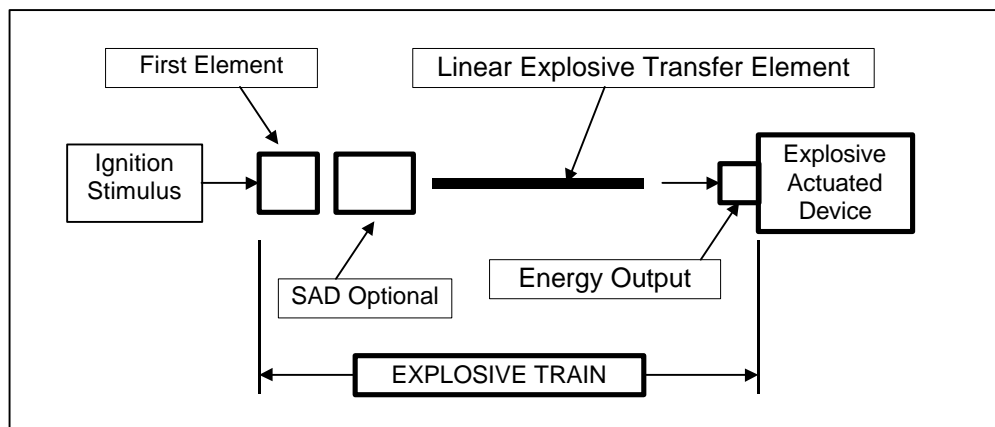 First Element
Linear Explosive Transfer Element
Ignition
Stimulus
Explosive
Actuated
Device
SAD Optional
Energy Output
EXPLOSIVE TRAIN